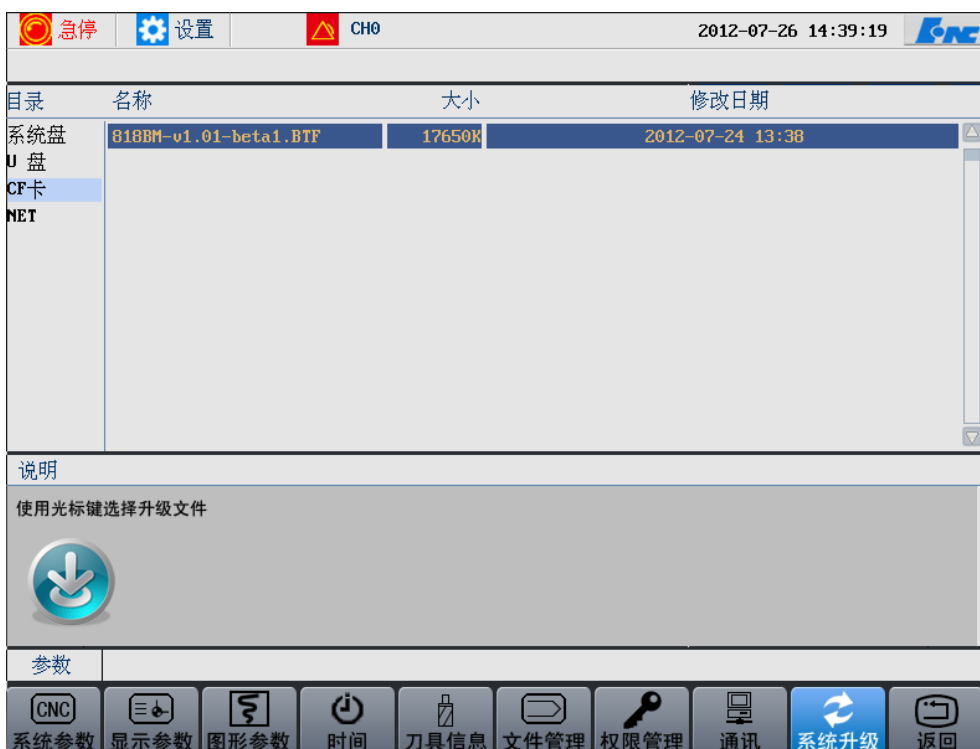 急停 设置 CH0 2012-07-26 14:39:19
目录 名称 大小 修改日期
系统盘 818BM-v1.01-beta1.BTF 17650K 2012-07-24 13:38
U 盘
CF卡
NET
说明
使用光标键选择升级文件
参数
CNC
系统参数 显示参数 图形参数 时间 刀具信息 文件管理 权限管理 通讯 系统升级 返回